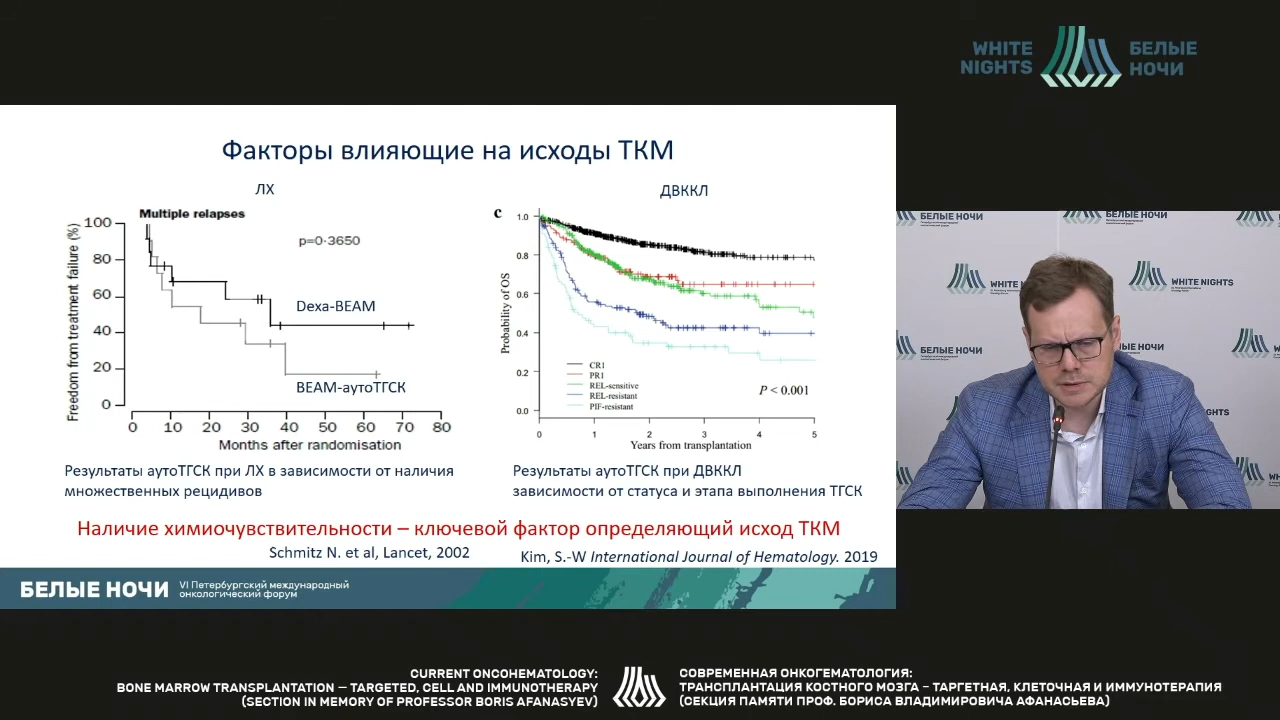 WHITE
NIGHTS
БЕЛЫЕ
НОЧИ
Факторы влияющие на исходы ТКМ
ЛХ
ДВККЛ
Multiple relapses
p=0·3650
Freedom from treatment failure (%)
100
80
60
40
20
0
Dexa-BEAM
BEAM-аутоТГСК
0 10 20 30 40 50 60 70 80
Months after randomisation
c
Probability of OS
1.0
0.8
0.6
0.4
0.2
0.0
CR1
PR1
REL-sensitive
REL-resistant
PIF-resistant
P < 0.001
0 1 2 3 4 5
Years from transplantation
Результаты аутоТГСК при ЛХ в зависимости от наличия
множественных рецидивов
Результаты аутоТГСК при ДВККЛ
зависимости от статуса и этапа выполнения ТГСК
Наличие химиочувствительности – ключевой фактор определяющий исход ТКМ
Schmitz N. et al, Lancet, 2002
Kim, S.-W International Journal of Hematology. 2019
БЕЛЫЕ НОЧИ
VI Петербургский международный
онкологический форум
БЕЛЫЕ НОЧИ
БЕЛЫЕ НОЧИ
WHITE NIGHTS
WHITE NIGHTS
БЕЛЫЕ НОЧИ
БЕЛЫЕ НОЧИ
CURRENT ONCOHEMATOLOGY:
BONE MARROW TRANSPLANTATION – TARGETED, CELL AND IMMUNOTHERAPY
(SECTION IN MEMORY OF PROFESSOR BORIS AFANASYEV)
СОВРЕМЕННАЯ ОНКОГЕМАТОЛОГИЯ:
ТРАНСПЛАНТАЦИЯ КОСТНОГО МОЗГА – ТАРГЕТНАЯ, КЛЕТОЧНАЯ И ИММУНОТЕРАПИЯ
(СЕКЦИЯ ПАМЯТИ ПРОФ. БОРИСА ВЛАДИМИРОВИЧА АФАНАСЬЕВА)